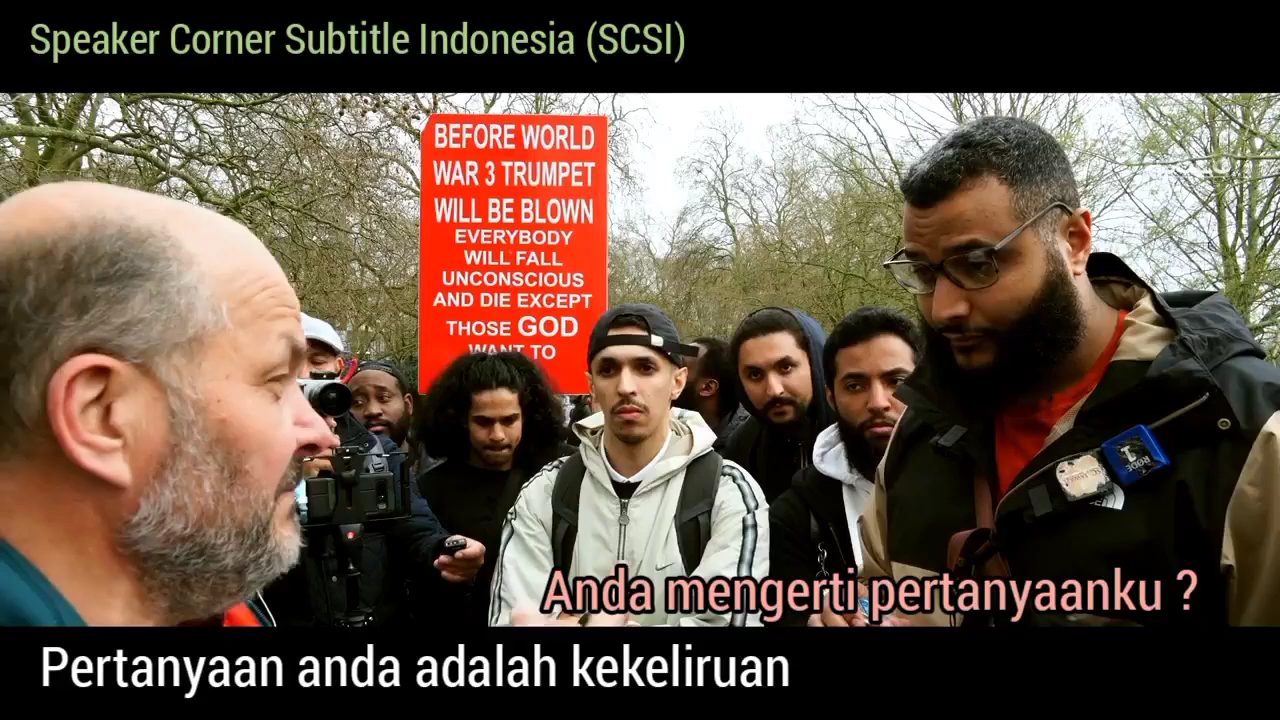 Speaker Corner Subtitle Indonesia (SCSI)
BEFORE WORLD
WAR 3 TRUMPET
WILL BE BLOWN
EVERYBODY
WILL FALL
UNCONSCIOUS
AND DIE EXCEPT
THOSE GOD
WANT TO
RODE
Anda mengerti pertanyaanku ?
Pertanyaan anda adalah kekeliruan